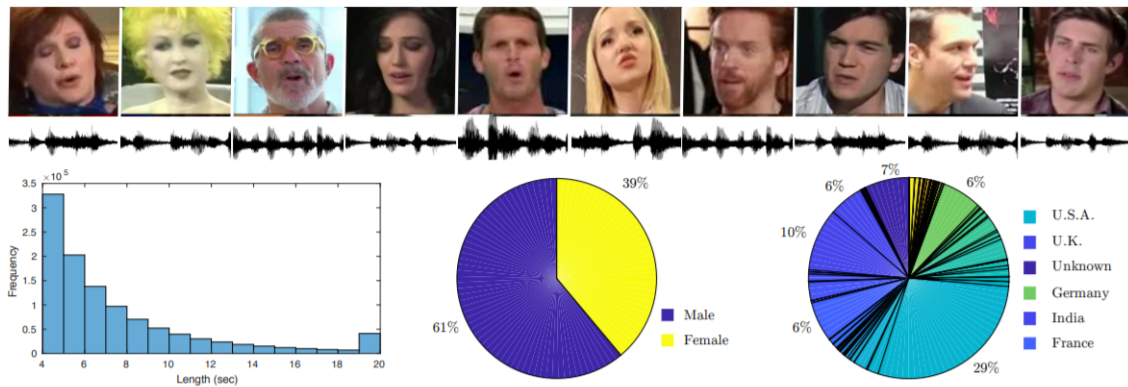 ×10⁵
3.5
3
2.5
2
1.5
1
0.5
0
4 6 8 10 12 14 16 18 20
Frequency
Length (sec)
39%
61%
Male
Female
7%
6%
6%
10%
6%
29%
U.S.A.
U.K.
Unknown
Germany
India
France